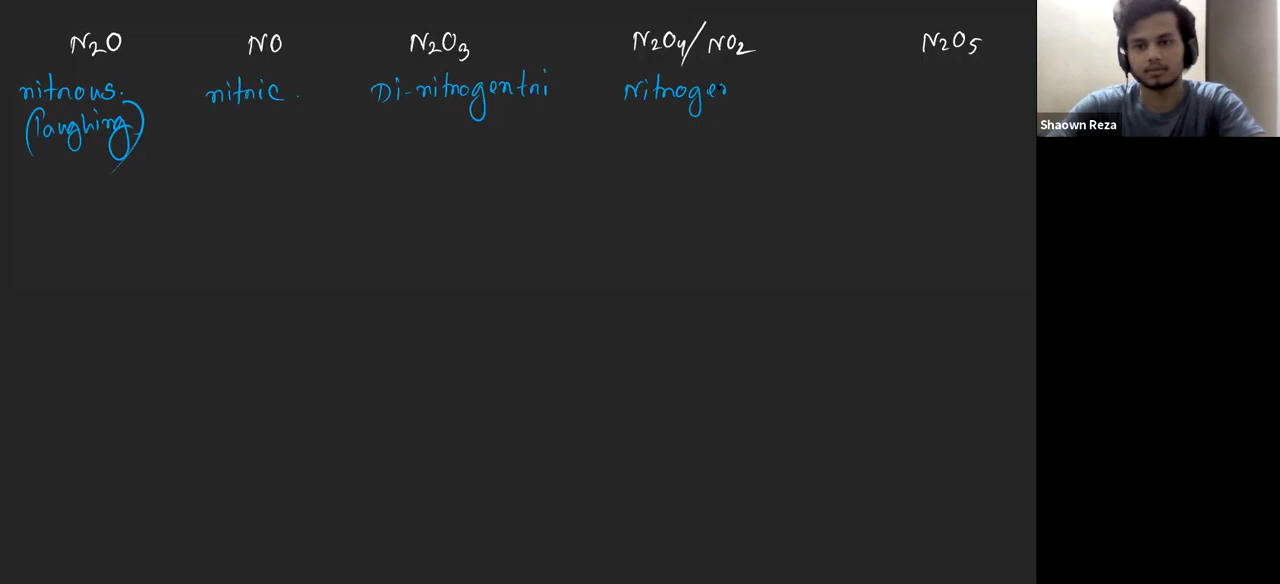 N₂O NO N₂O₃ N₂O₄/NO₂ N₂O₅
nitrous. nitric. Di-nitrogentri Nitrogen
(laughing)
Shaown Reza